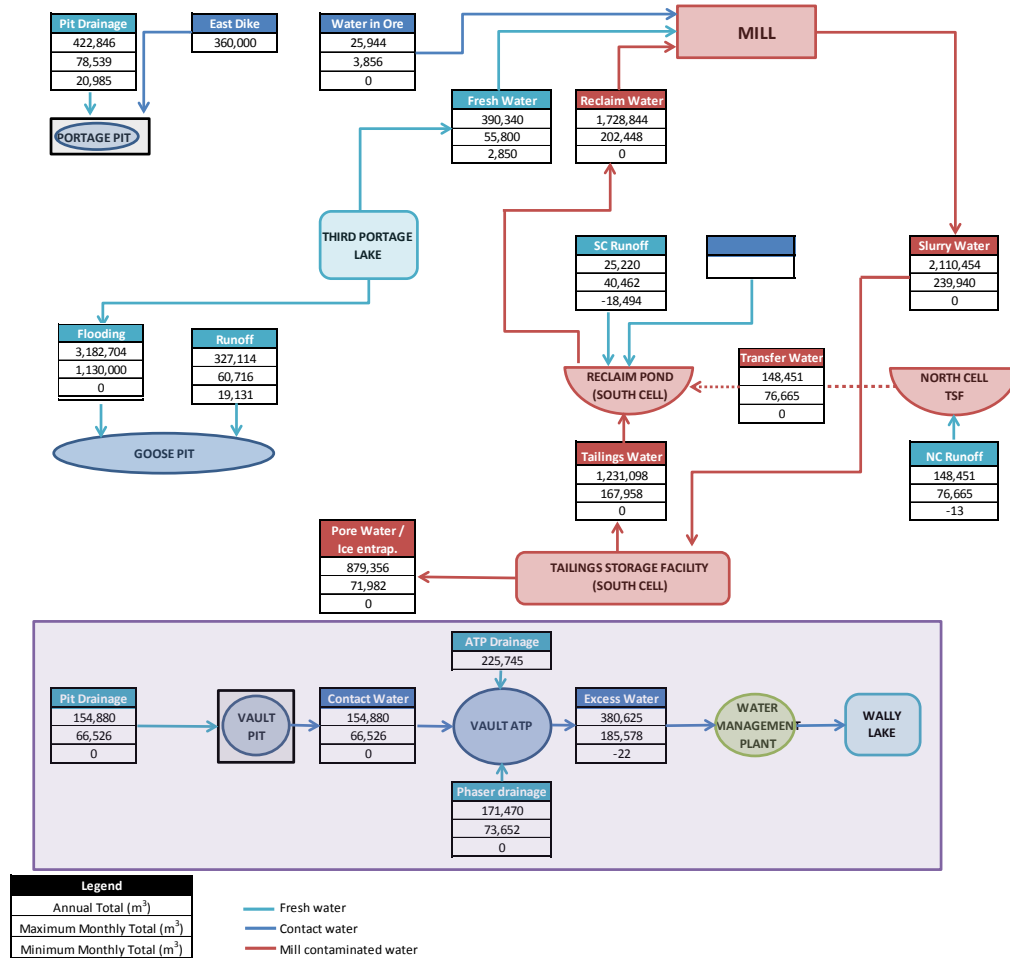 Pit Drainage
422,846
78,539
20,985
East Dike
360,000
Water in Ore
25,944
3,856
0
MILL
PORTAGE PIT
Fresh Water
390,340
55,800
2,850
Reclaim Water
1,728,844
202,448
0
THIRD PORTAGE
LAKE
SC Runoff
25,220
40,462
-18,494
Slurry Water
2,110,454
239,940
0
Flooding
3,182,704
1,130,000
0
Runoff
327,114
60,716
19,131
RECLAIM POND
(SOUTH CELL)
Transfer Water
148,451
76,665
0
NORTH CELL
TSF
GOOSE PIT
Tailings Water
1,231,098
167,958
0
NC Runoff
148,451
76,665
-13
Pore Water /
Ice entrap.
879,356
71,982
0
TAILINGS STORAGE FACILITY
(SOUTH CELL)
ATP Drainage
225,745
Pit Drainage
154,880
66,526
0
VAULT
PIT
Contact Water
154,880
66,526
0
VAULT ATP
Excess Water
380,625
185,578
-22
WATER
MANAGEMENT
PLANT
WALLY
LAKE
Phaser drainage
171,470
73,652
0
Legend
Annual Total (m³)
Maximum Monthly Total (m³)
Minimum Monthly Total (m³)
Fresh water
Contact water
Mill contaminated water